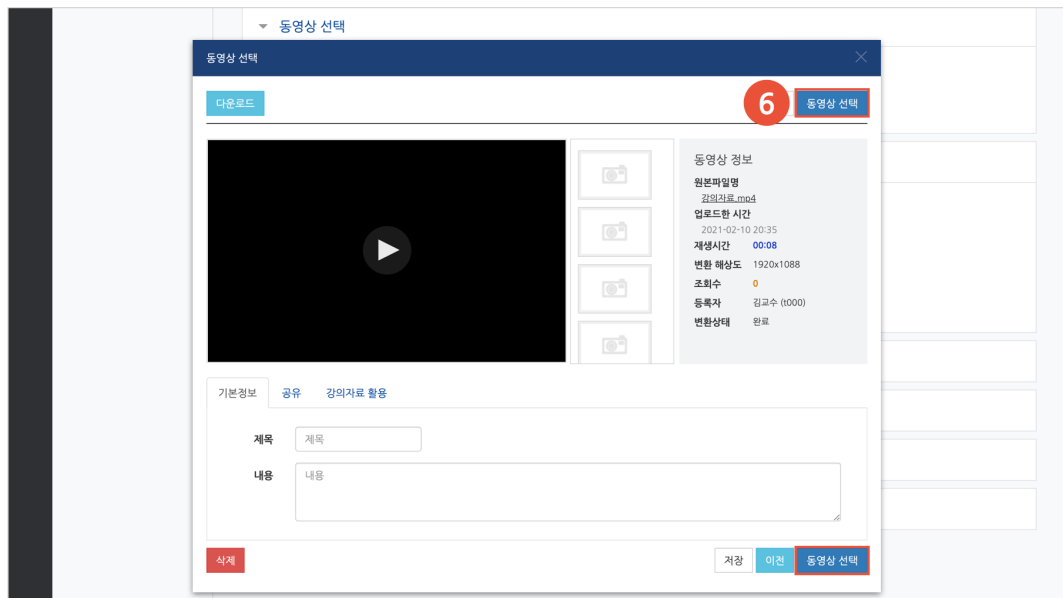 동영상 선택
동영상 선택
다운로드
6
동영상 선택
동영상 정보
원본파일명
강의자료.mp4
업로드한 시간
2021-02-10 20:35
재생시간 00:08
변환 해상도 1920x1088
조회수 0
등록자 김교수 (t000)
변환상태 완료
기본정보 공유 강의자료 활용
제목 제목
내용 내용
삭제 저장 이전 동영상 선택